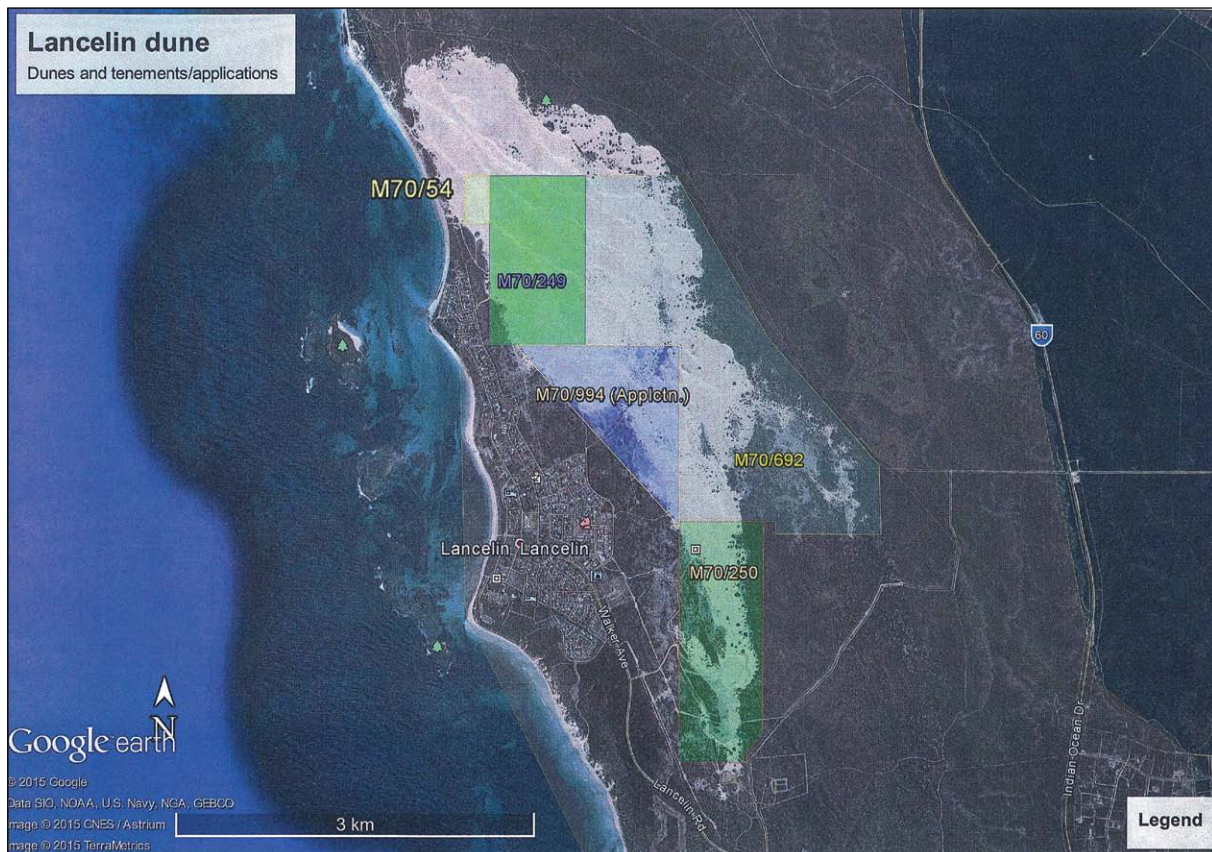 Lancelin dune
Dunes and tenements/applications
M70/54
M70/249
60
M70/994 (Applctn.)
M70/692
Lancelin Lancelin
M70/250
Walker Ave
N
Google earth
Indian Ocean Dr
© 2015 Google
Data SIO, NOAA, U.S. Navy, NGA, GEBCO
mage © 2015 CNES / Astrium
mage © 2015 TerraMetrics
3 km
Lancelin Rd
Legend